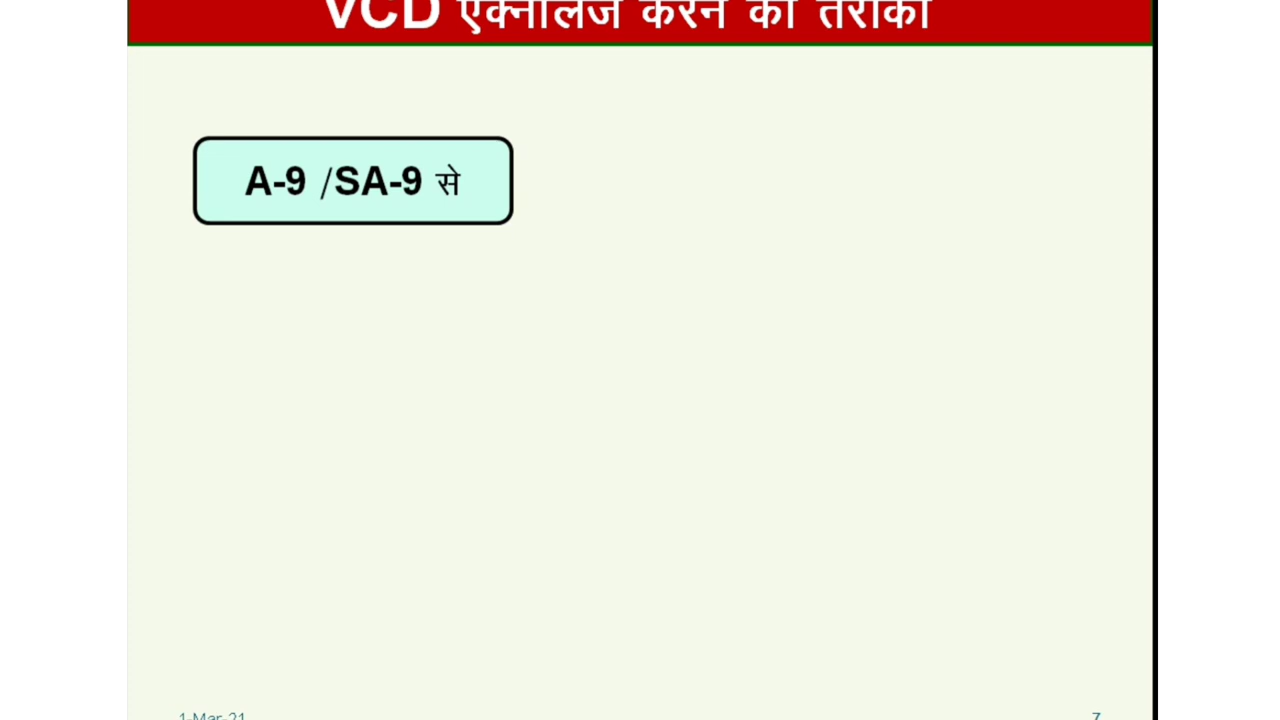 VCD एक्नॉलेज करने का तरीका
A-9 /SA-9 से
1-Mar-21
7